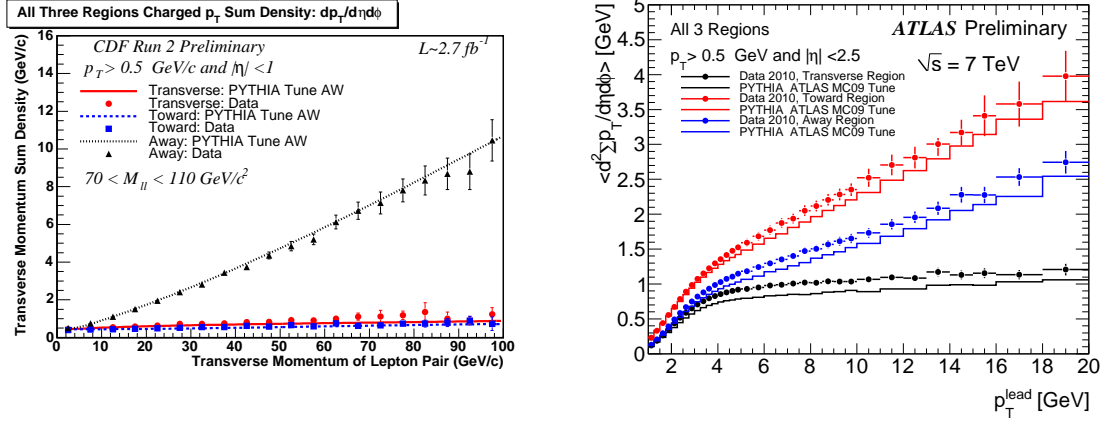 All Three Regions Charged pT Sum Density: dpT/dηdϕ
Transverse Momentum Sum Density (GeV/c)
16
14
12
10
8
6
4
2
0
CDF Run 2 Preliminary
L~2.7 fb-1
pT > 0.5 GeV/c and |η| <1
Transverse: PYTHIA Tune AW
Transverse: Data
Toward: PYTHIA Tune AW
Toward: Data
Away: PYTHIA Tune AW
Away: Data
70 < Mll < 110 GeV/c2
0 10 20 30 40 50 60 70 80 90 100
Transverse Momentum of Lepton Pair (GeV/c)
<d2ΣpT/dηdϕ> [GeV]
5
4.5
4
3.5
3
2.5
2
1.5
1
0.5
0
All 3 Regions
ATLAS Preliminary
pT> 0.5 GeV and |η| <2.5
√s = 7 TeV
Data 2010, Transverse Region
PYTHIA ATLAS MC09 Tune
Data 2010, Toward Region
PYTHIA ATLAS MC09 Tune
Data 2010, Away Region
PYTHIA ATLAS MC09 Tune
2 4 6 8 10 12 14 16 18 20
pTlead [GeV]